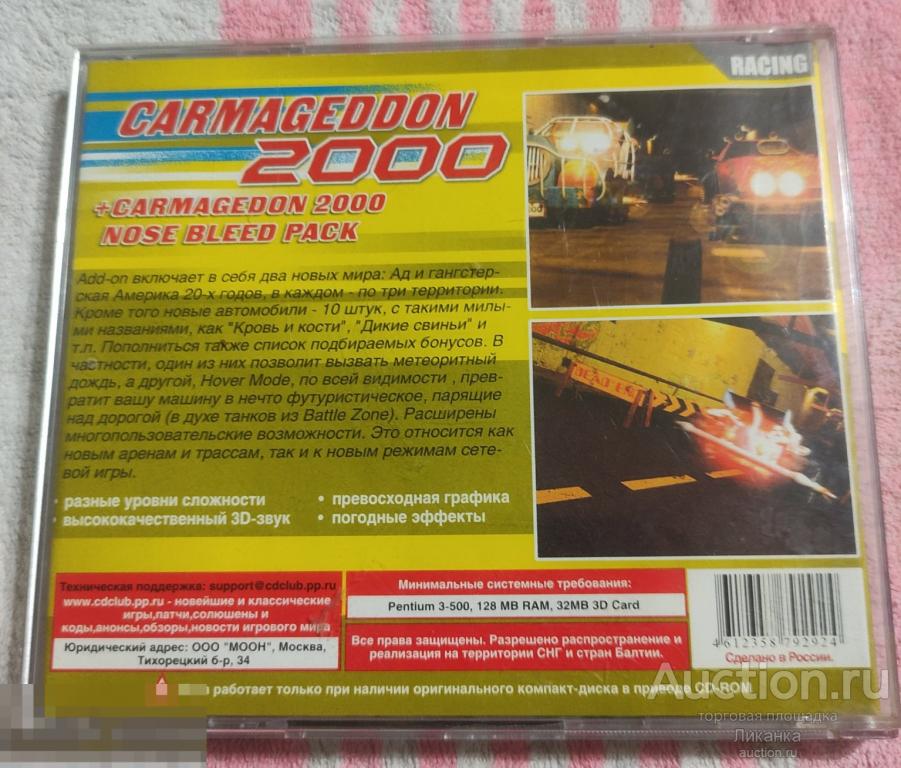 RACING
CARMAGEDDON
2000
+CARMAGEDON 2000
NOSE BLEED PACK
Add-on включает в себя два новых мира: Ад и гангстер-
ская Америка 20-х годов, в каждом - по три территории.
Кроме того новые автомобили - 10 штук, с такими милы-
ми названиями, как "Кровь и кости", "Дикие свиньи" и
т.п. Пополниться также список подбираемых бонусов. В
частности, один из них позволит вызвать метеоритный
дождь, а другой, Hover Mode, по всей видимости , прев-
ратит вашу машину в нечто футуристическое, парящие
над дорогой (в духе танков из Battle Zone). Расширены
многопользовательские возможности. Это относится как
новым аренам и трассам, так и к новым режимам сете-
вой игры.
• разные уровни сложности
• высококачественный 3D-звук
• превосходная графика
• погодные эффекты
Техническая поддержка: support@cdclub.pp.ru
www.cdclub.pp.ru - новейшие и классические
игры,патчи,солюшены и
коды,анонсы,обзоры,новости игрового мира
Юридический адрес: ООО "МООН", Москва,
Тихорецкий б-р, 34
Минимальные системные требования:
Pentium 3-500, 128 MB RAM, 32MB 3D Card
Все права защищены. Разрешено распространение и
реализация на территории СНГ и стран Балтии.
4612358 792924
Сделано в России.
работает только при наличии оригинального компакт-диска в приводе CD-ROM.
Auction.ru
торговая площадка
Ликанка
auction.ru